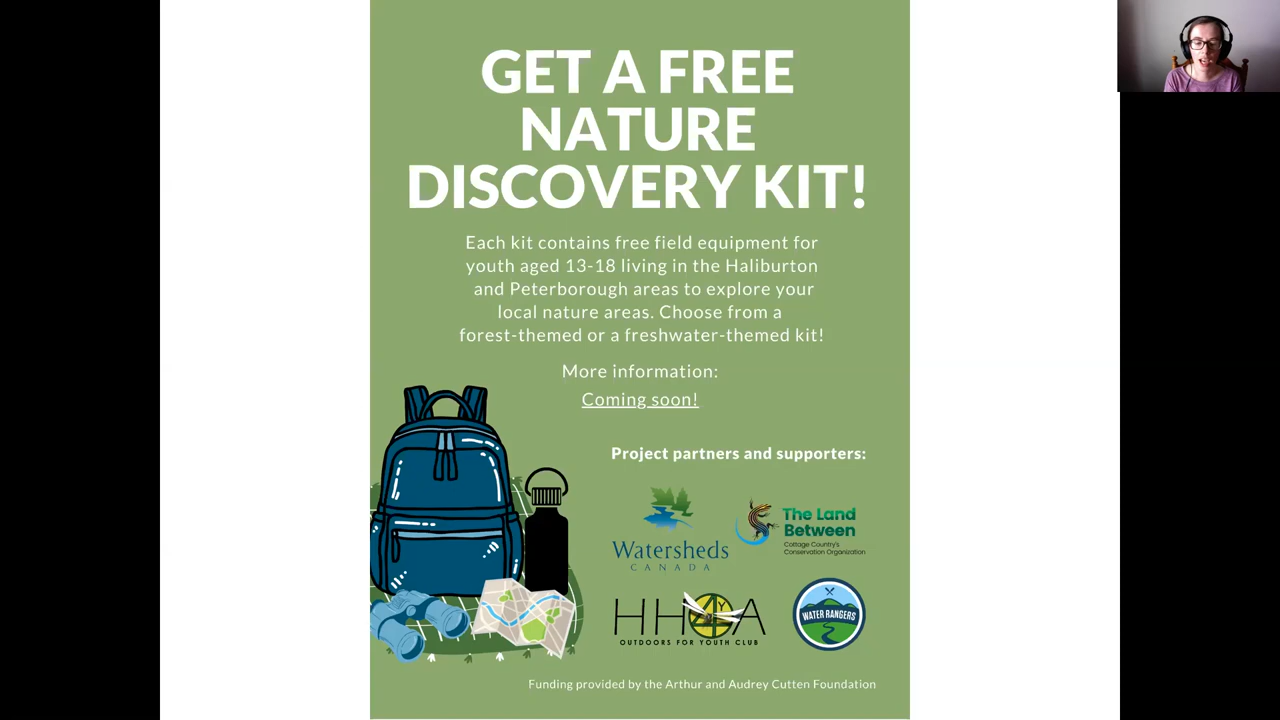 GET A FREE
NATURE
DISCOVERY KIT!
Each kit contains free field equipment for
youth aged 13-18 living in the Haliburton
and Peterborough areas to explore your
local nature areas. Choose from a
forest-themed or a freshwater-themed kit!
More information:
Coming soon!
Project partners and supporters:
Watersheds
CANADA
The Land
Between
Cottage Country's
Conservation Organization
HH4YA
OUTDOORS FOR YOUTH CLUB
WATER RANGERS
Funding provided by the Arthur and Audrey Cutten Foundation